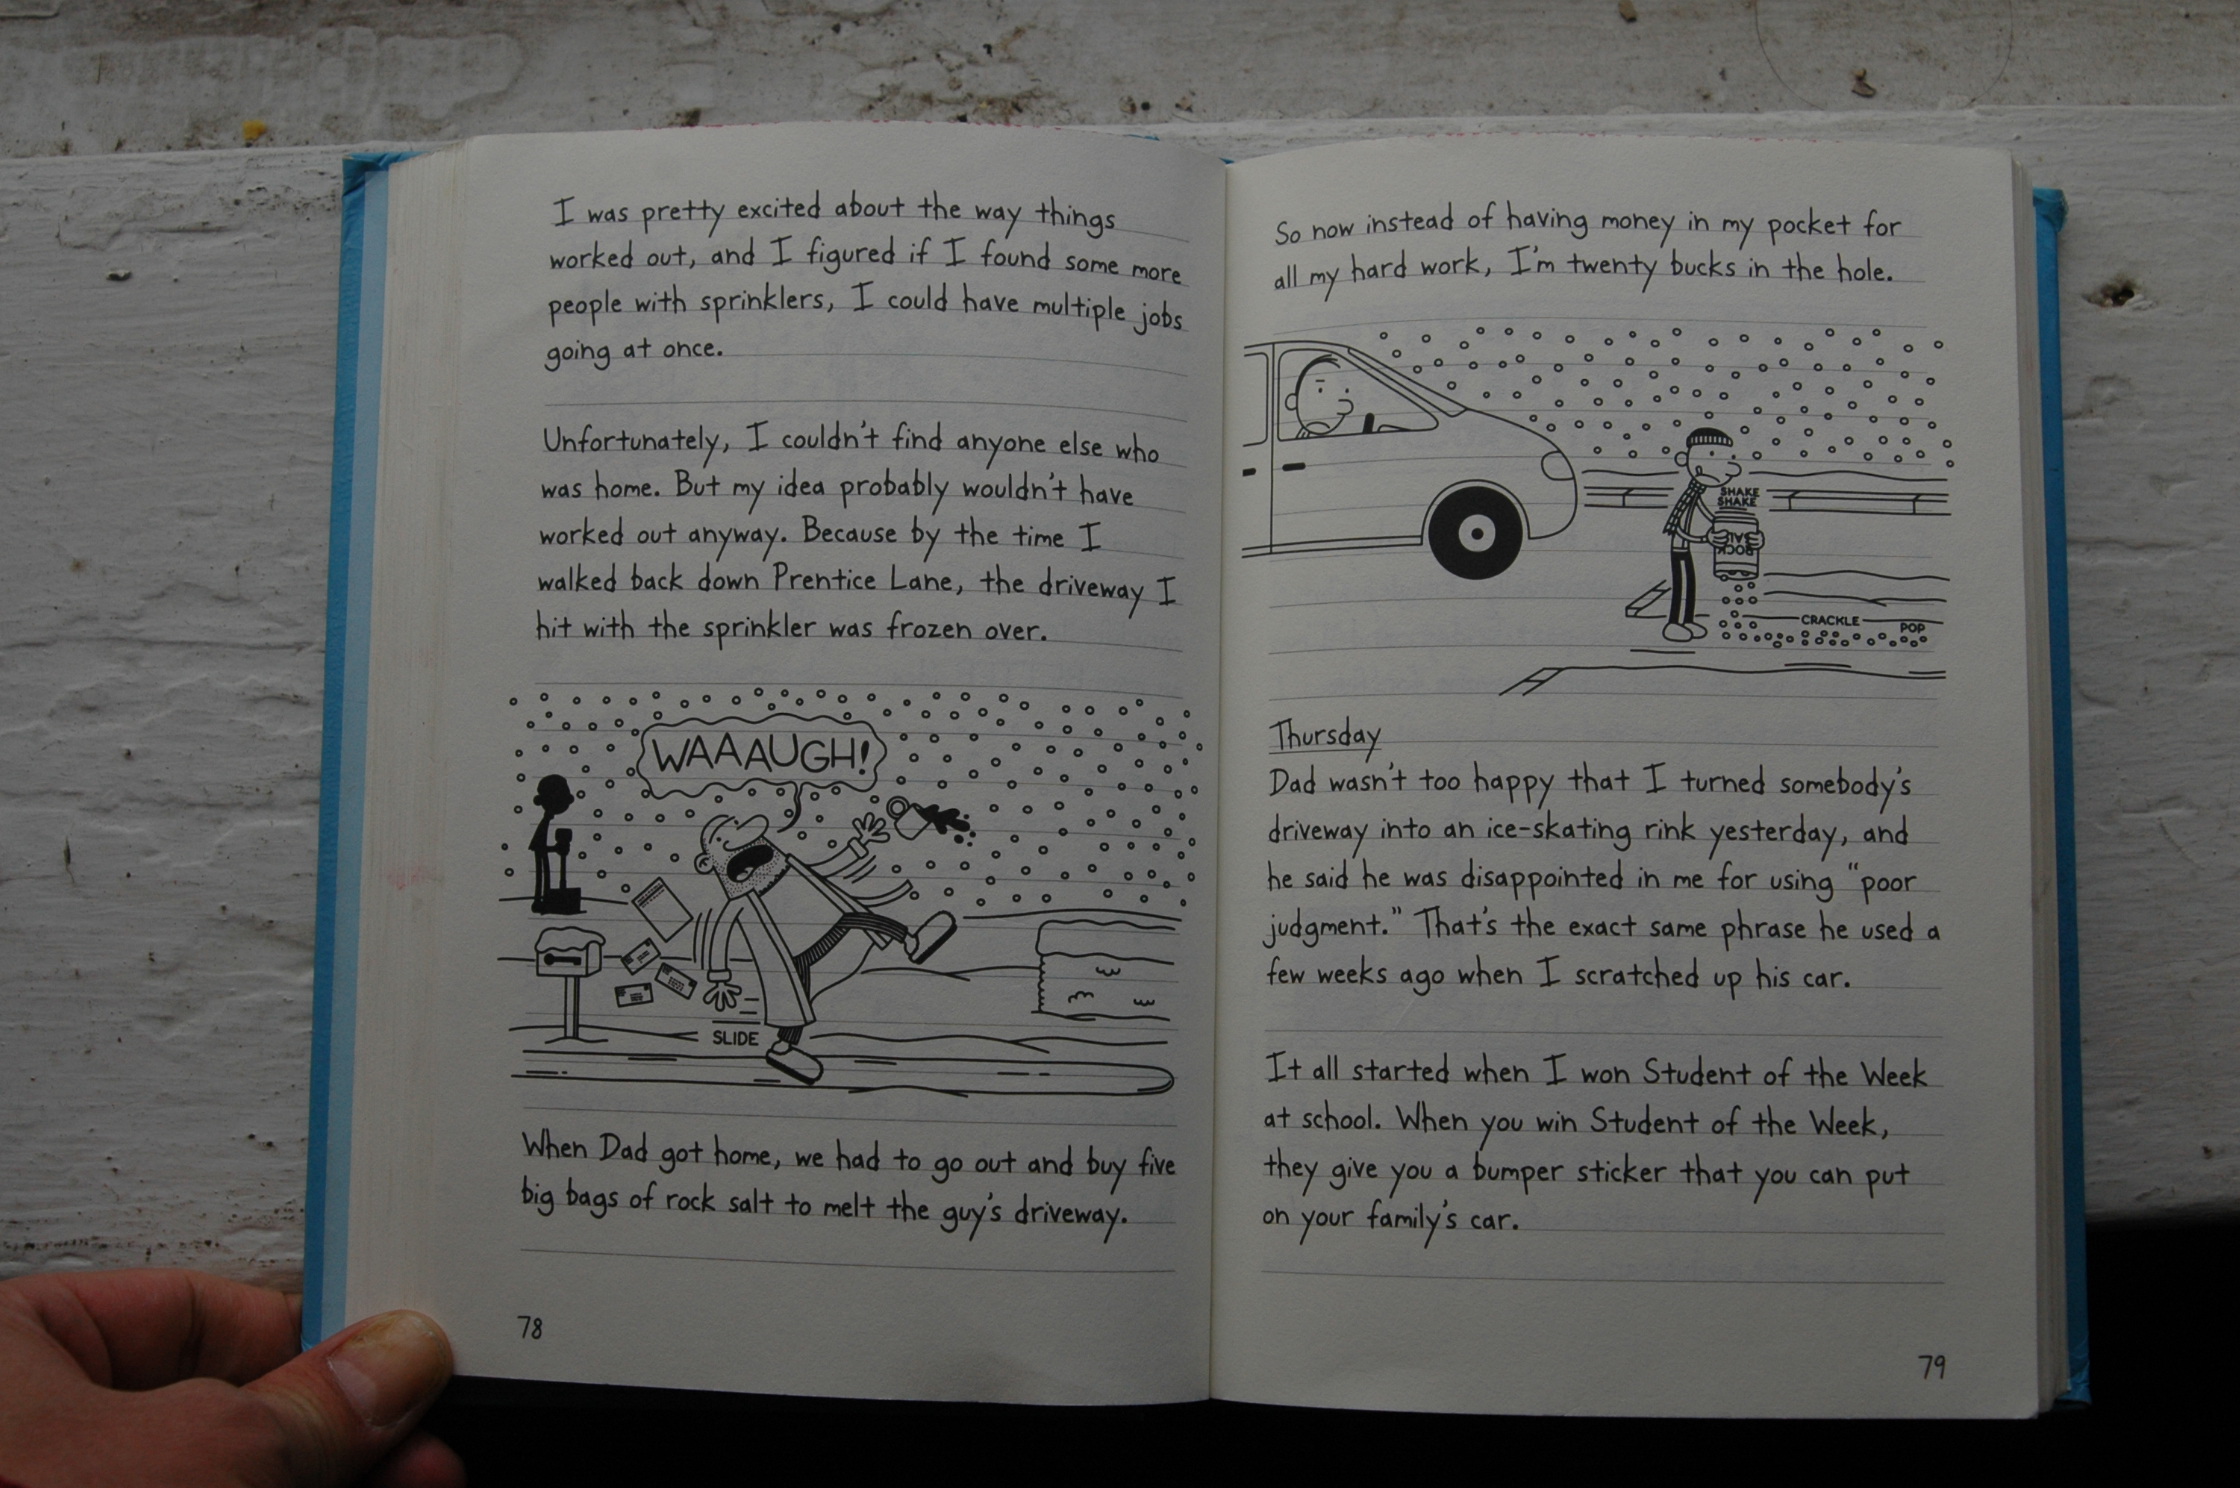 I was pretty excited about the way things
worked out, and I figured if I found some more
people with sprinklers, I could have multiple jobs
going at once.
Unfortunately, I couldn't find anyone else who
was home. But my idea probably wouldn't have
worked out anyway. Because by the time I
walked back down Prentice Lane, the driveway I
hit with the sprinkler was frozen over.
WAAAUGH!
SLIDE
When Dad got home, we had to go out and buy five
big bags of rock salt to melt the guy's driveway.
78
So now instead of having money in my pocket for
all my hard work, I'm twenty bucks in the hole.
SHAKE
SHAKE
ROCK
SALT
CRACKLE
POP
Thursday
Dad wasn't too happy that I turned somebody's
driveway into an ice-skating rink yesterday, and
he said he was disappointed in me for using "poor
judgment." That's the exact same phrase he used a
few weeks ago when I scratched up his car.
It all started when I won Student of the Week
at school. When you win Student of the Week,
they give you a bumper sticker that you can put
on your family's car.
79